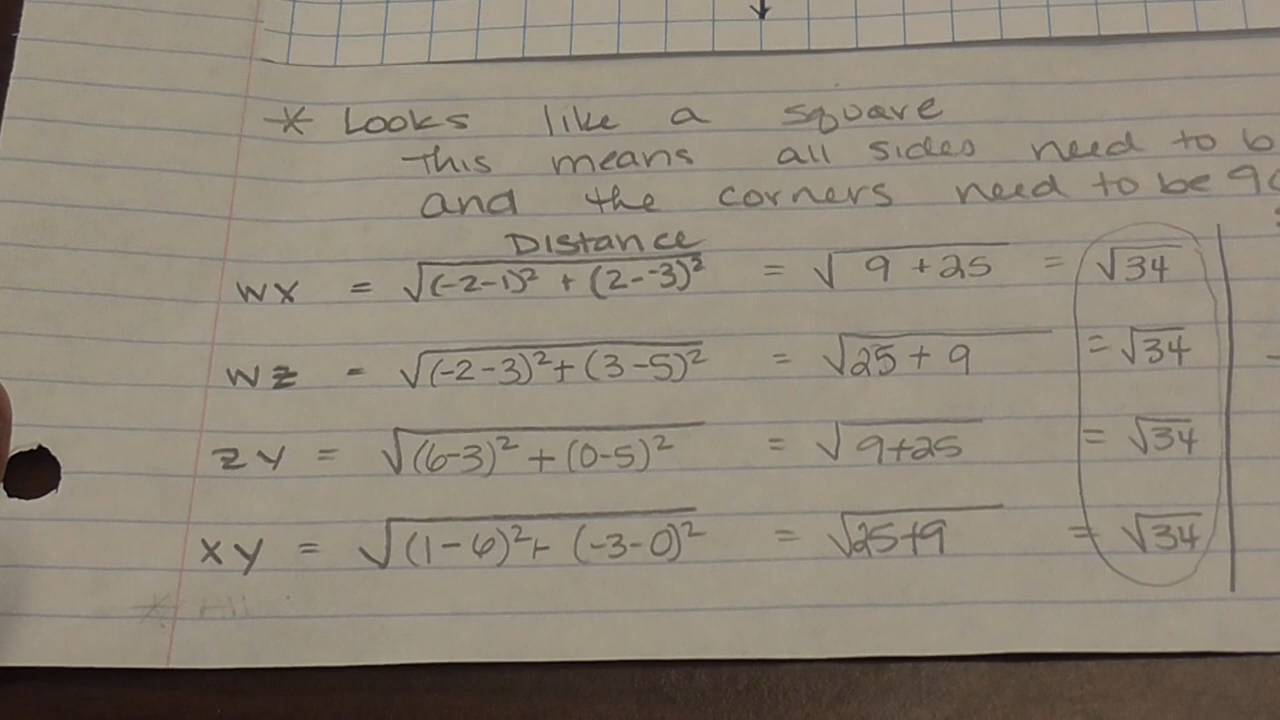 * Looks like a square
This means all sides need to b
and the corners need to be 90
Distance
WX = √(-2-1)² + (2--3)² = √9+25 = √34
WZ = √(-2-3)² + (3-5)² = √25+9 = √34
ZY = √(6-3)² + (0-5)² = √9+25 = √34
XY = √(1-6)² + (-3-0)² = √25+9 = √34
* All